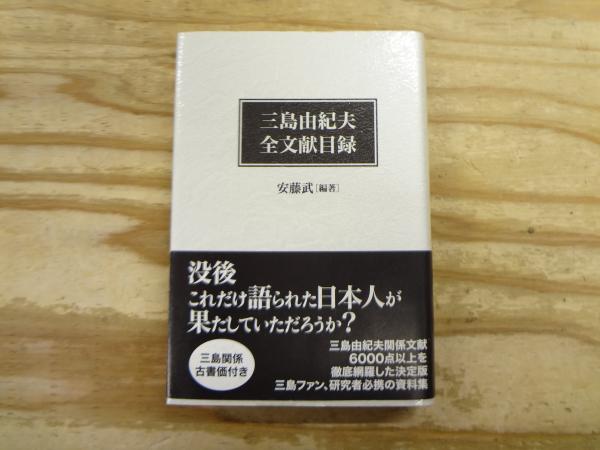 三島由紀夫
全文献目録
安藤武［編著］
没後
これだけ語られた日本人が
果たしていただろうか?
三島関係
古書価付き
三島由紀夫関係文献
6000点以上を
徹底網羅した決定版
三島ファン、研究者必携の資料集